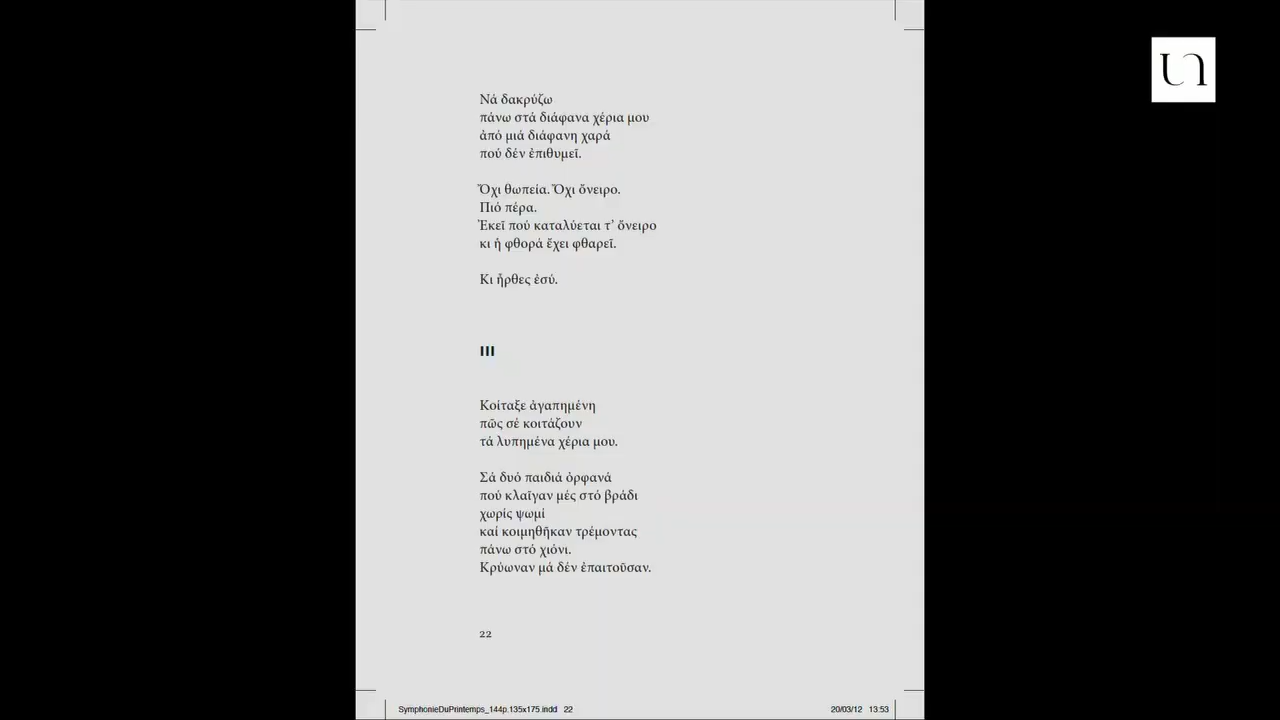 Νά δακρύζω
πάνω στά διάφανα χέρια μου
ἀπό μιά διάφανη χαρά
πού δέν ἐπιθυμεῖ.
Ὄχι θωπεία. Ὄχι ὄνειρο.
Πιό πέρα.
Ἐκεῖ πού καταλύεται τ’ ὄνειρο
κι ἡ φθορά ἔχει φθαρεῖ.
Κι ἦρθες ἐσύ.
III
Κοίταξε ἀγαπημένη
πῶς σέ κοιτάζουν
τά λυπημένα χέρια μου.
Σά δυό παιδιά ὀρφανά
πού κλαῖγαν μές στό βράδι
χωρίς ψωμί
καί κοιμηθῆκαν τρέμοντας
πάνω στό χιόνι.
Κρύωναν μά δέν ἐπαιτοῦσαν.
22
SymphonieDuPrintemps_144p.135x175.indd 22
20/03/12 13:53